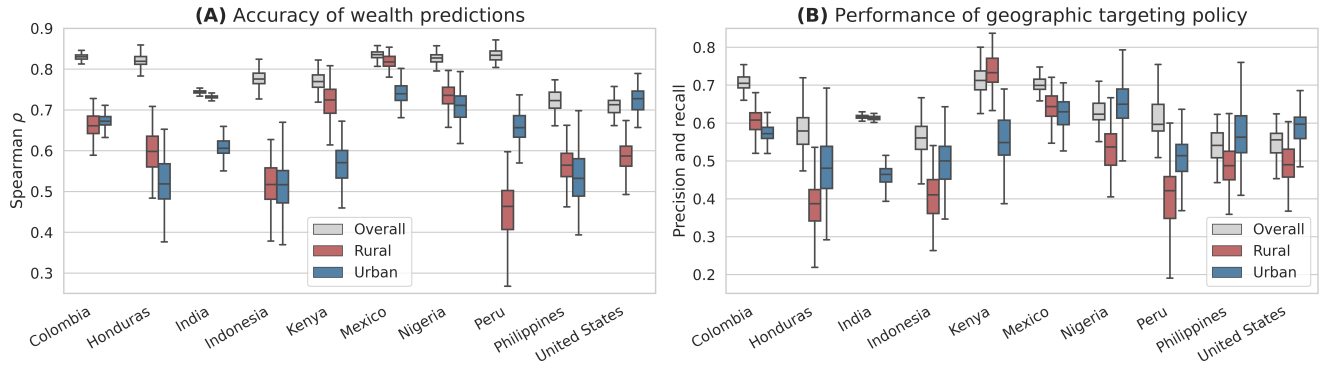 (A) Accuracy of wealth predictions
0.9
0.8
0.7
0.6
0.5
0.4
0.3
Spearman ρ
Overall
Rural
Urban
Colombia
Honduras
India
Indonesia
Kenya
Mexico
Nigeria
Peru
Philippines
United States
(B) Performance of geographic targeting policy
0.8
0.7
0.6
0.5
0.4
0.3
0.2
Precision and recall
Overall
Rural
Urban
Colombia
Honduras
India
Indonesia
Kenya
Mexico
Nigeria
Peru
Philippines
United States